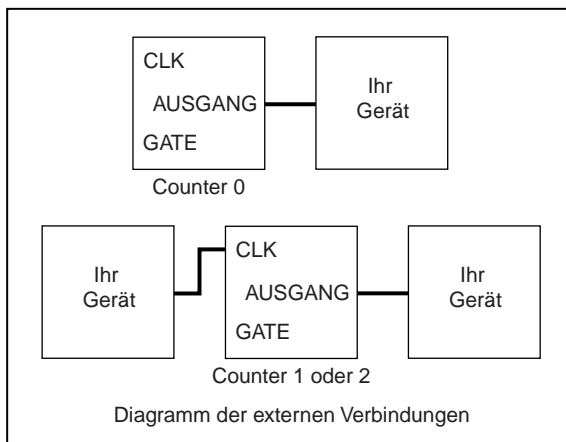 CLK
AUSGANG
GATE
Ihr
Gerät
Counter 0
Ihr
Gerät
CLK
AUSGANG
GATE
Ihr
Gerät
Counter 1 oder 2
Diagramm der externen Verbindungen